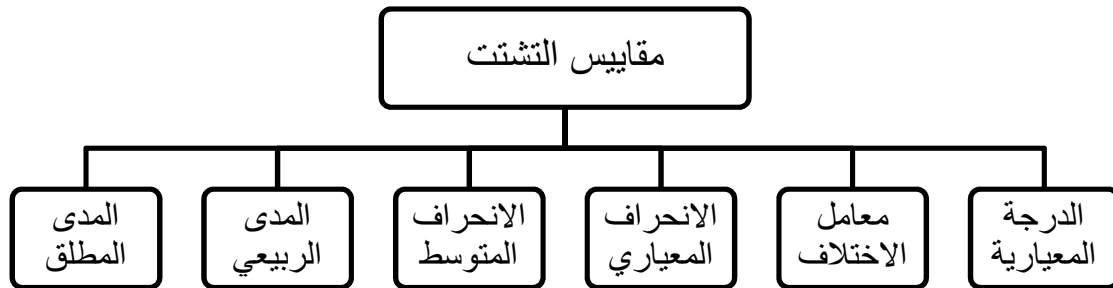 مقاييس التشتت
الدرجة
المعيارية
معامل
الاختلاف
الانحراف
المعياري
الانحراف
المتوسط
المدى
الربيعي
المدى
المطلق